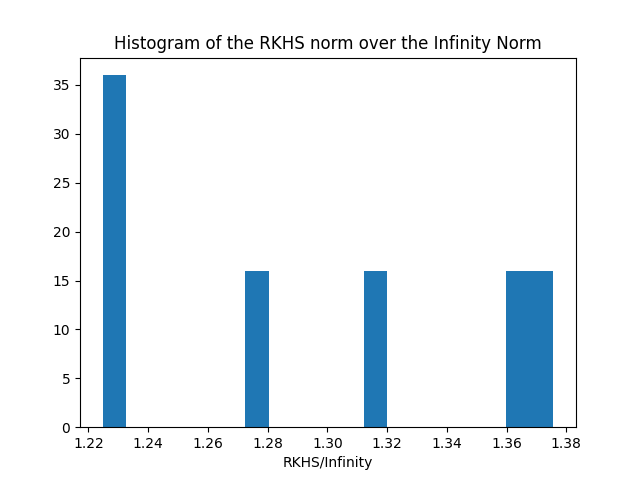 Histogram of the RKHS norm over the Infinity Norm
35
30
25
20
15
10
5
0
1.22 1.24 1.26 1.28 1.30 1.32 1.34 1.36 1.38
RKHS/Infinity